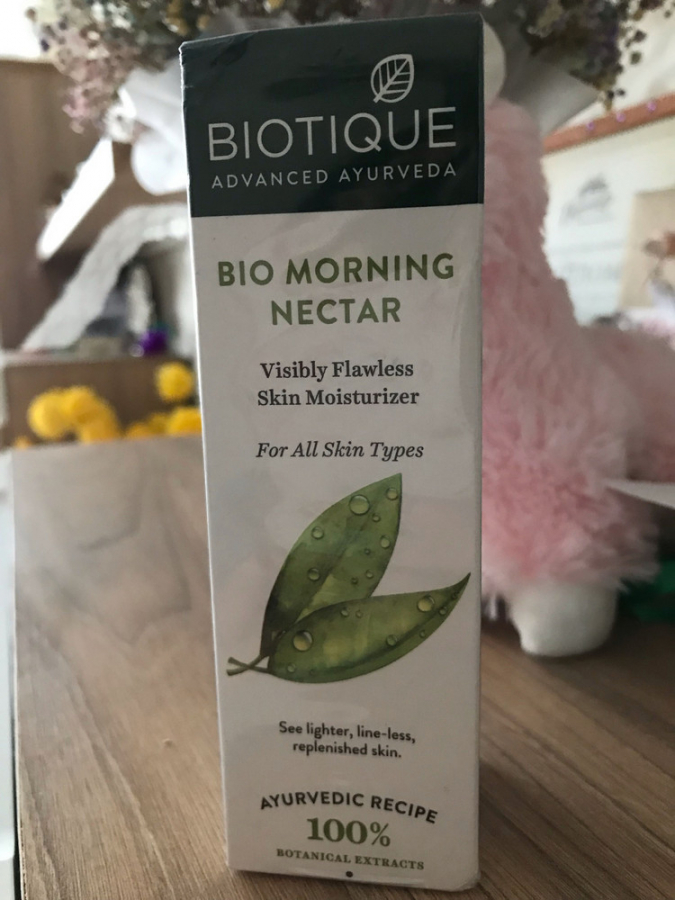 BIOTIQUE
ADVANCED AYURVEDA
BIO MORNING
NECTAR
Visibly Flawless
Skin Moisturizer
For All Skin Types
See lighter, line-less,
replenished skin.
AYURVEDIC RECIPE
100%
BOTANICAL EXTRACTS